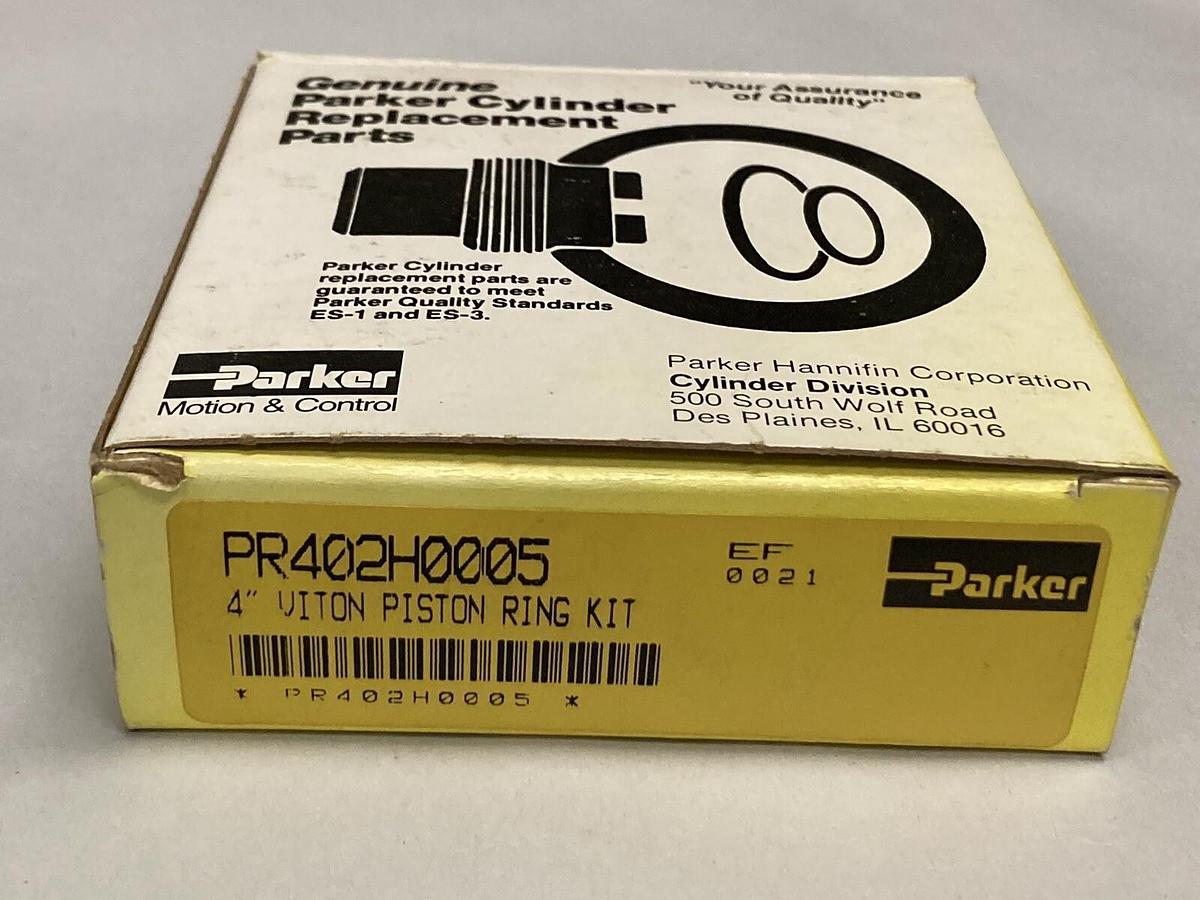 Genuine
Parker Cylinder
Replacement
Parts
"Your Assurance
of Quality"
Parker Cylinder
replacement parts are
guaranteed to meet
Parker Quality Standards
ES-1 and ES-3.
Parker
Motion & Control
Parker Hannifin Corporation
Cylinder Division
500 South Wolf Road
Des Plaines, IL 60016
PR402H0005
4" VITON PISTON RING KIT
* PR402H0005 *
EF
0021
Parker